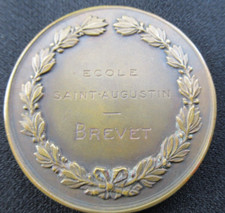 ECOLE
SAINT-AUGUSTIN
—
BREVET